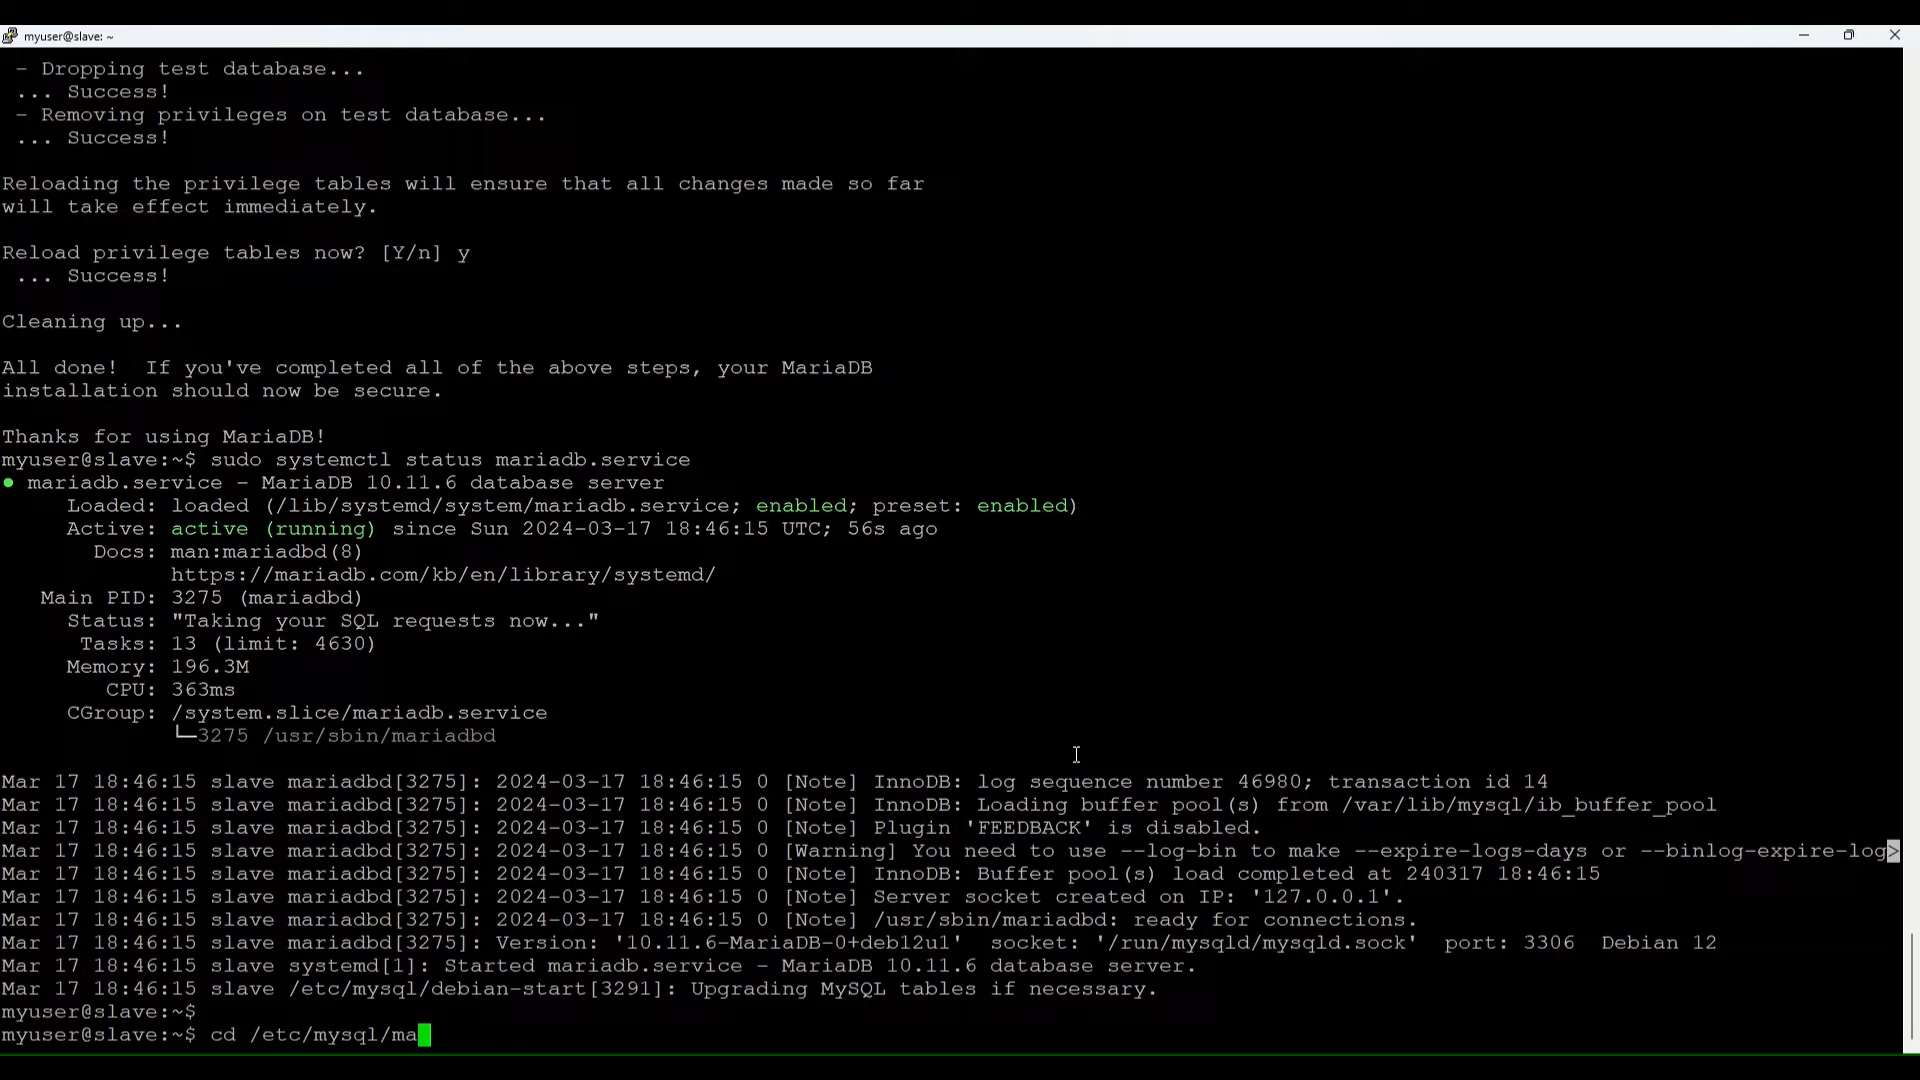 myuser@slave: ~
- Dropping test database...
... Success!
- Removing privileges on test database...
... Success!
Reloading the privilege tables will ensure that all changes made so far
will take effect immediately.
Reload privilege tables now? [Y/n] y
... Success!
Cleaning up...
All done!  If you've completed all of the above steps, your MariaDB
installation should now be secure.
Thanks for using MariaDB!
myuser@slave:~$ sudo systemctl status mariadb.service
● mariadb.service - MariaDB 10.11.6 database server
Loaded: loaded (/lib/systemd/system/mariadb.service; enabled; preset: enabled)
Active: active (running) since Sun 2024-03-17 18:46:15 UTC; 56s ago
Docs: man:mariadbd(8)
https://mariadb.com/kb/en/library/systemd/
Main PID: 3275 (mariadbd)
Status: "Taking your SQL requests now..."
Tasks: 13 (limit: 4630)
Memory: 196.3M
CPU: 363ms
CGroup: /system.slice/mariadb.service
└─3275 /usr/sbin/mariadbd
Mar 17 18:46:15 slave mariadbd[3275]: 2024-03-17 18:46:15 0 [Note] InnoDB: log sequence number 46980; transaction id 14
Mar 17 18:46:15 slave mariadbd[3275]: 2024-03-17 18:46:15 0 [Note] InnoDB: Loading buffer pool(s) from /var/lib/mysql/ib_buffer_pool
Mar 17 18:46:15 slave mariadbd[3275]: 2024-03-17 18:46:15 0 [Note] Plugin 'FEEDBACK' is disabled.
Mar 17 18:46:15 slave mariadbd[3275]: 2024-03-17 18:46:15 0 [Warning] You need to use --log-bin to make --expire-logs-days or --binlog-expire-log>
Mar 17 18:46:15 slave mariadbd[3275]: 2024-03-17 18:46:15 0 [Note] InnoDB: Buffer pool(s) load completed at 240317 18:46:15
Mar 17 18:46:15 slave mariadbd[3275]: 2024-03-17 18:46:15 0 [Note] Server socket created on IP: '127.0.0.1'.
Mar 17 18:46:15 slave mariadbd[3275]: 2024-03-17 18:46:15 0 [Note] /usr/sbin/mariadbd: ready for connections.
Mar 17 18:46:15 slave mariadbd[3275]: Version: '10.11.6-MariaDB-0+deb12u1'  socket: '/run/mysqld/mysqld.sock'  port: 3306  Debian 12
Mar 17 18:46:15 slave systemd[1]: Started mariadb.service - MariaDB 10.11.6 database server.
Mar 17 18:46:15 slave /etc/mysql/debian-start[3291]: Upgrading MySQL tables if necessary.
myuser@slave:~$
myuser@slave:~$ cd /etc/mysql/ma